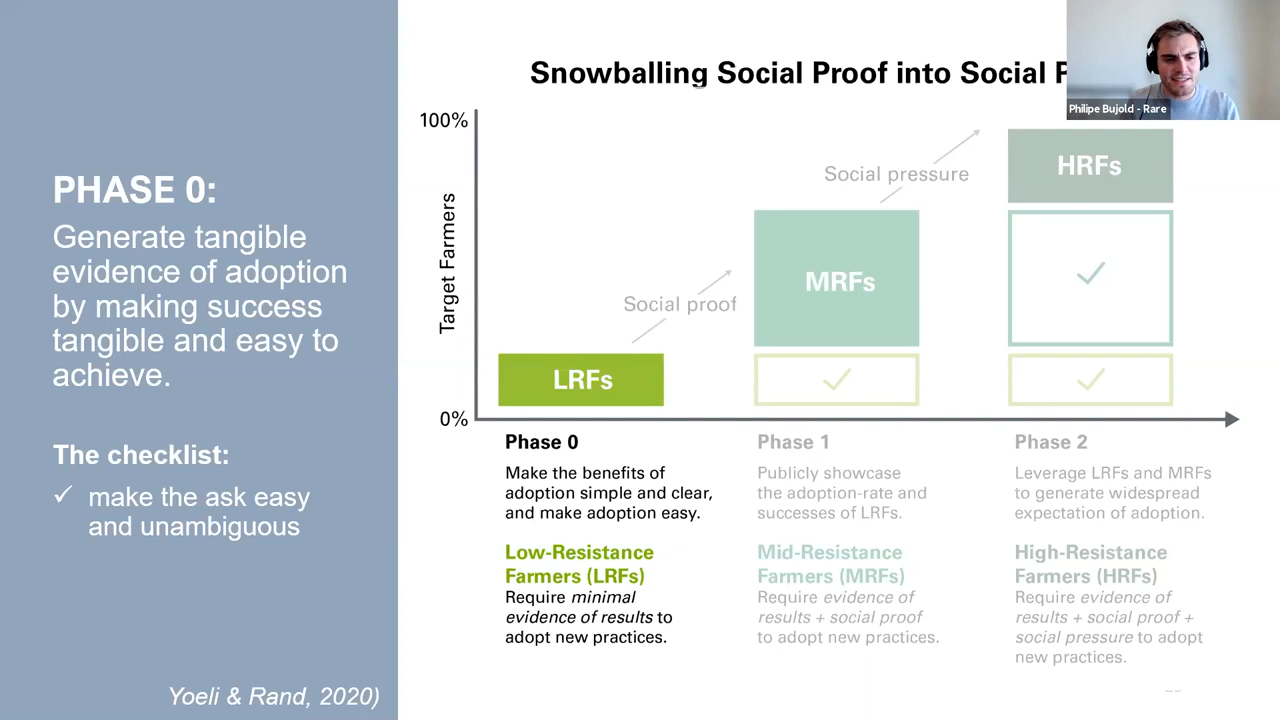 Snowballing Social Proof into Social P
Philipe Bujold - Rare
PHASE 0:
Generate tangible
evidence of adoption
by making success
tangible and easy to
achieve.
The checklist:
✓ make the ask easy
and unambiguous
Yoeli & Rand, 2020)
100%
Target Farmers
0%
LRFs
Social proof
MRFs
Social pressure
HRFs
Phase 0
Make the benefits of
adoption simple and clear,
and make adoption easy.
Low-Resistance
Farmers (LRFs)
Require minimal
evidence of results to
adopt new practices.
Phase 1
Publicly showcase
the adoption-rate and
successes of LRFs.
Mid-Resistance
Farmers (MRFs)
Require evidence of
results + social proof
to adopt new practices.
Phase 2
Leverage LRFs and MRFs
to generate widespread
expectation of adoption.
High-Resistance
Farmers (HRFs)
Require evidence of
results + social proof +
social pressure to adopt
new practices.